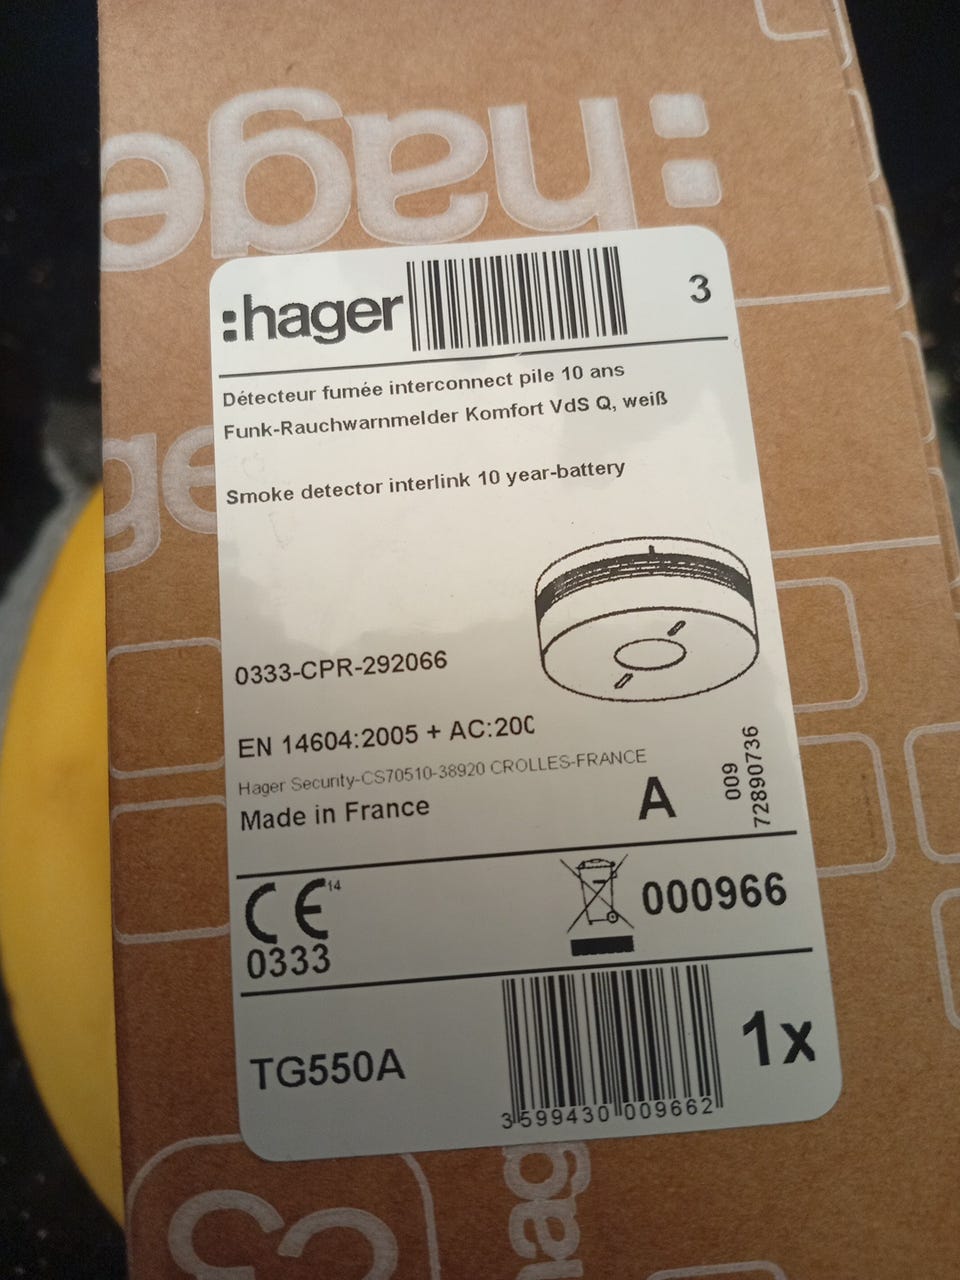 :hager
hage
:hager
3
Détecteur fumée interconnect pile 10 ans
Funk-Rauchwarnmelder Komfort VdS Q, weiß
Smoke detector interlink 10 year-battery
0333-CPR-292066
EN 14604:2005 + AC:200
Hager Security-CS70510-38920 CROLLES-FRANCE
Made in France
A
009
72890736
CE 14
0333
000966
TG550A
3 599430 009662
1x